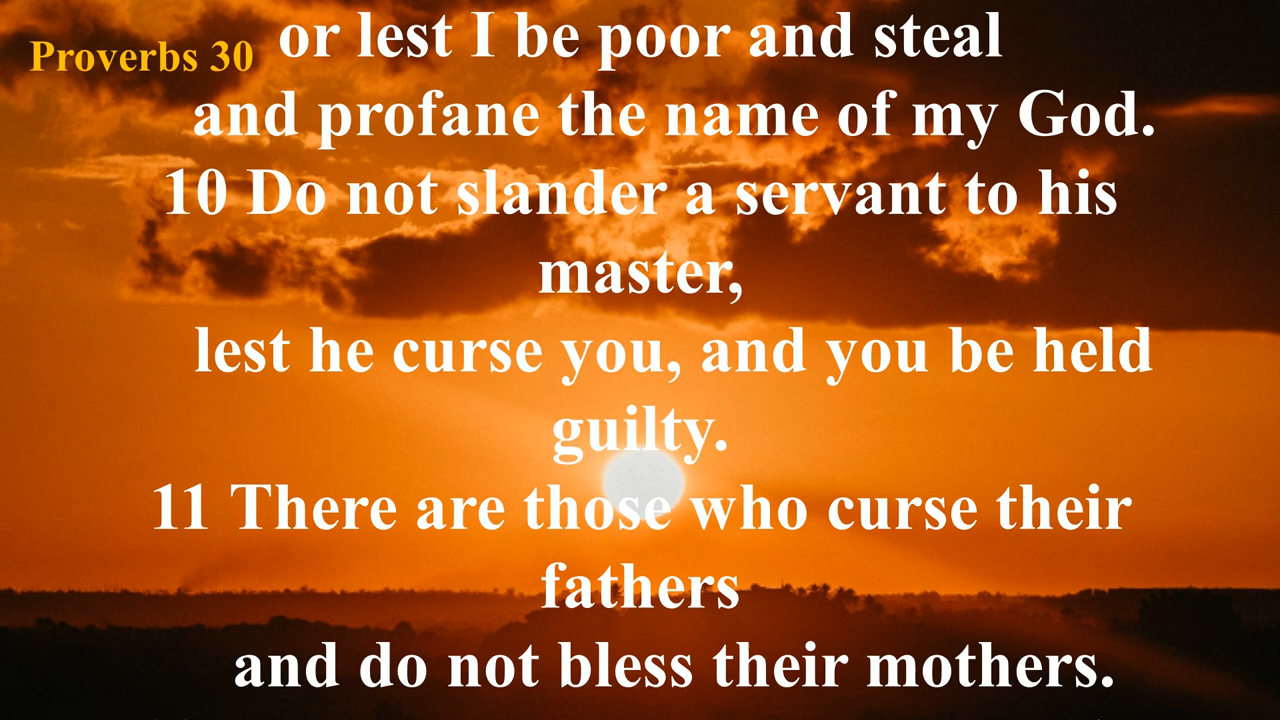 Proverbs 30
or lest I be poor and steal
and profane the name of my God.
10 Do not slander a servant to his
master,
lest he curse you, and you be held
guilty.
11 There are those who curse their
fathers
and do not bless their mothers.